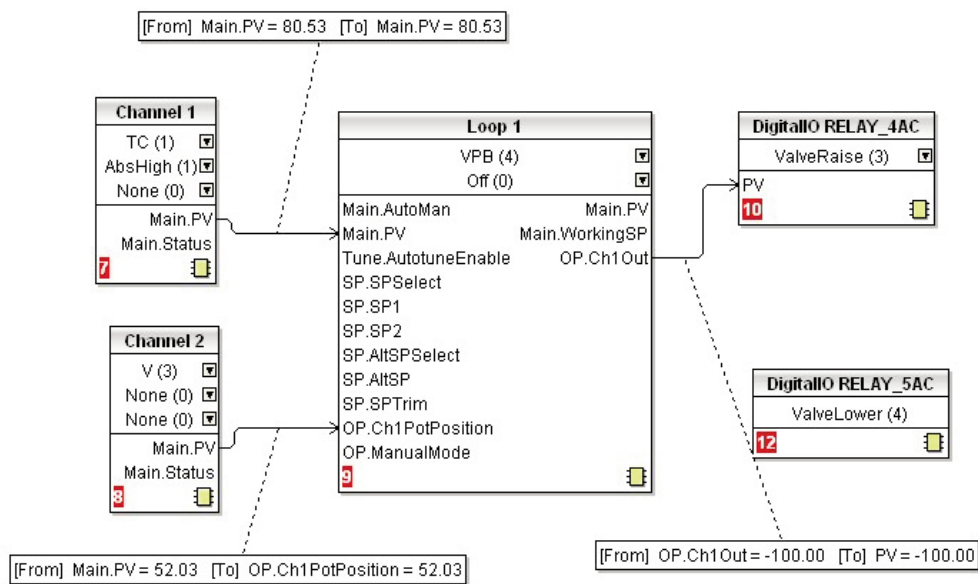 [From] Main.PV = 80.53 [To] Main.PV = 80.53
Channel 1
TC (1)
AbsHigh (1)
None (0)
Main.PV
Main.Status
7
Channel 2
V (3)
None (0)
None (0)
Main.PV
Main.Status
8
Loop 1
VPB (4)
Off (0)
Main.AutoMan Main.PV
Main.PV Main.WorkingSP
Tune.AutotuneEnable OP.Ch1Out
SP.SPSelect
SP.SP1
SP.SP2
SP.AltSPSelect
SP.AltSP
SP.SPTrim
OP.Ch1PotPosition
OP.ManualMode
9
DigitalIO RELAY_4AC
ValveRaise (3)
PV
10
DigitalIO RELAY_5AC
ValveLower (4)
12
[From] Main.PV = 52.03 [To] OP.Ch1PotPosition = 52.03
[From] OP.Ch1Out = -100.00 [To] PV = -100.00